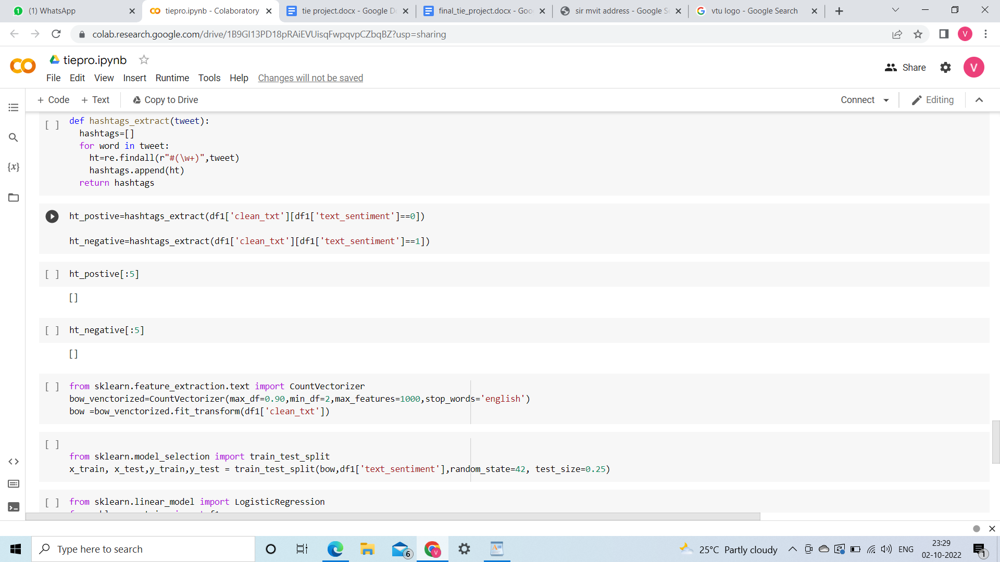 (1) WhatsApp
tiepro.ipynb - Colaboratory
tie project.docx - Google D
final_tie_project.docx - Goo
sir mvit address - Google S
vtu logo - Google Search
colab.research.google.com/drive/1B9GI13PD18pRAiEVUisqFwpqvpCZbqBZ?usp=sharing
V
CO
tiepro.ipynb
Share
V
File Edit View Insert Runtime Tools Help Changes will not be saved
+ Code + Text Copy to Drive
Connect
Editing
[ ] def hashtags_extract(tweet):
hashtags=[]
for word in tweet:
ht=re.findall(r"#(\w+)",tweet)
hashtags.append(ht)
return hashtags
ht_postive=hashtags_extract(df1['clean_txt'][df1['text_sentiment']==0])
ht_negative=hashtags_extract(df1['clean_txt'][df1['text_sentiment']==1])
[ ] ht_postive[:5]
[]
[ ] ht_negative[:5]
[]
[ ] from sklearn.feature_extraction.text import CountVectorizer
bow_venctorized=CountVectorizer(max_df=0.90,min_df=2,max_features=1000,stop_words='english')
bow =bow_venctorized.fit_transform(df1['clean_txt'])
[ ]
from sklearn.model_selection import train_test_split
x_train, x_test,y_train,y_test = train_test_split(bow,df1['text_sentiment'],random_state=42, test_size=0.25)
[ ] from sklearn.linear_model import LogisticRegression
{x}
Type here to search
6
V
25°C Partly cloudy
ENG
23:29
02-10-2022
1